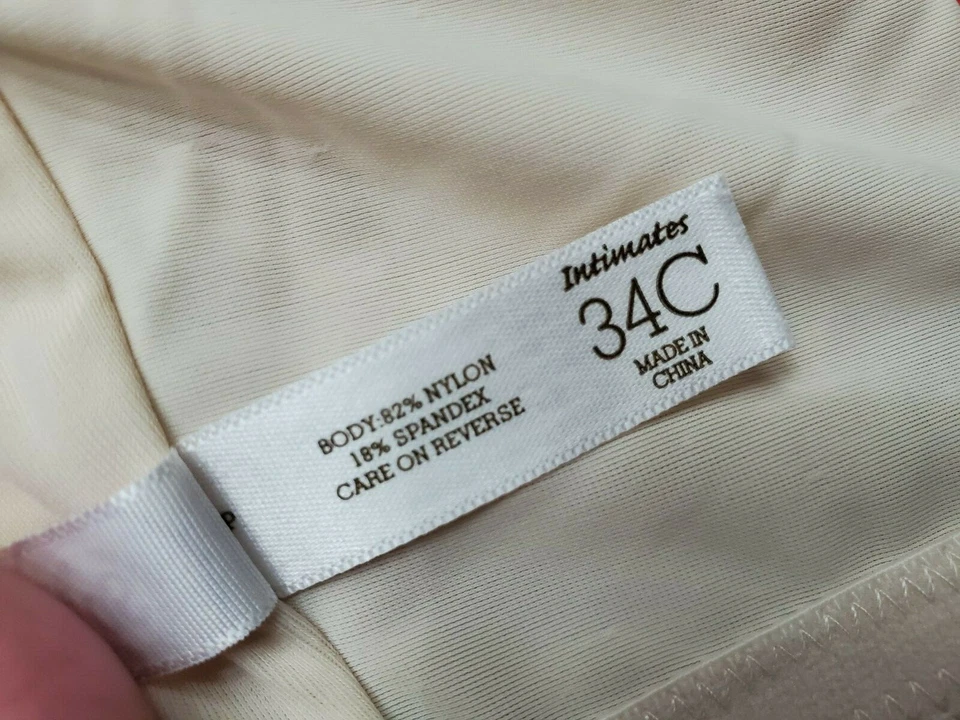 Intimates
34C
MADE IN
CHINA
BODY:82% NYLON
18% SPANDEX
CARE ON REVERSE
P